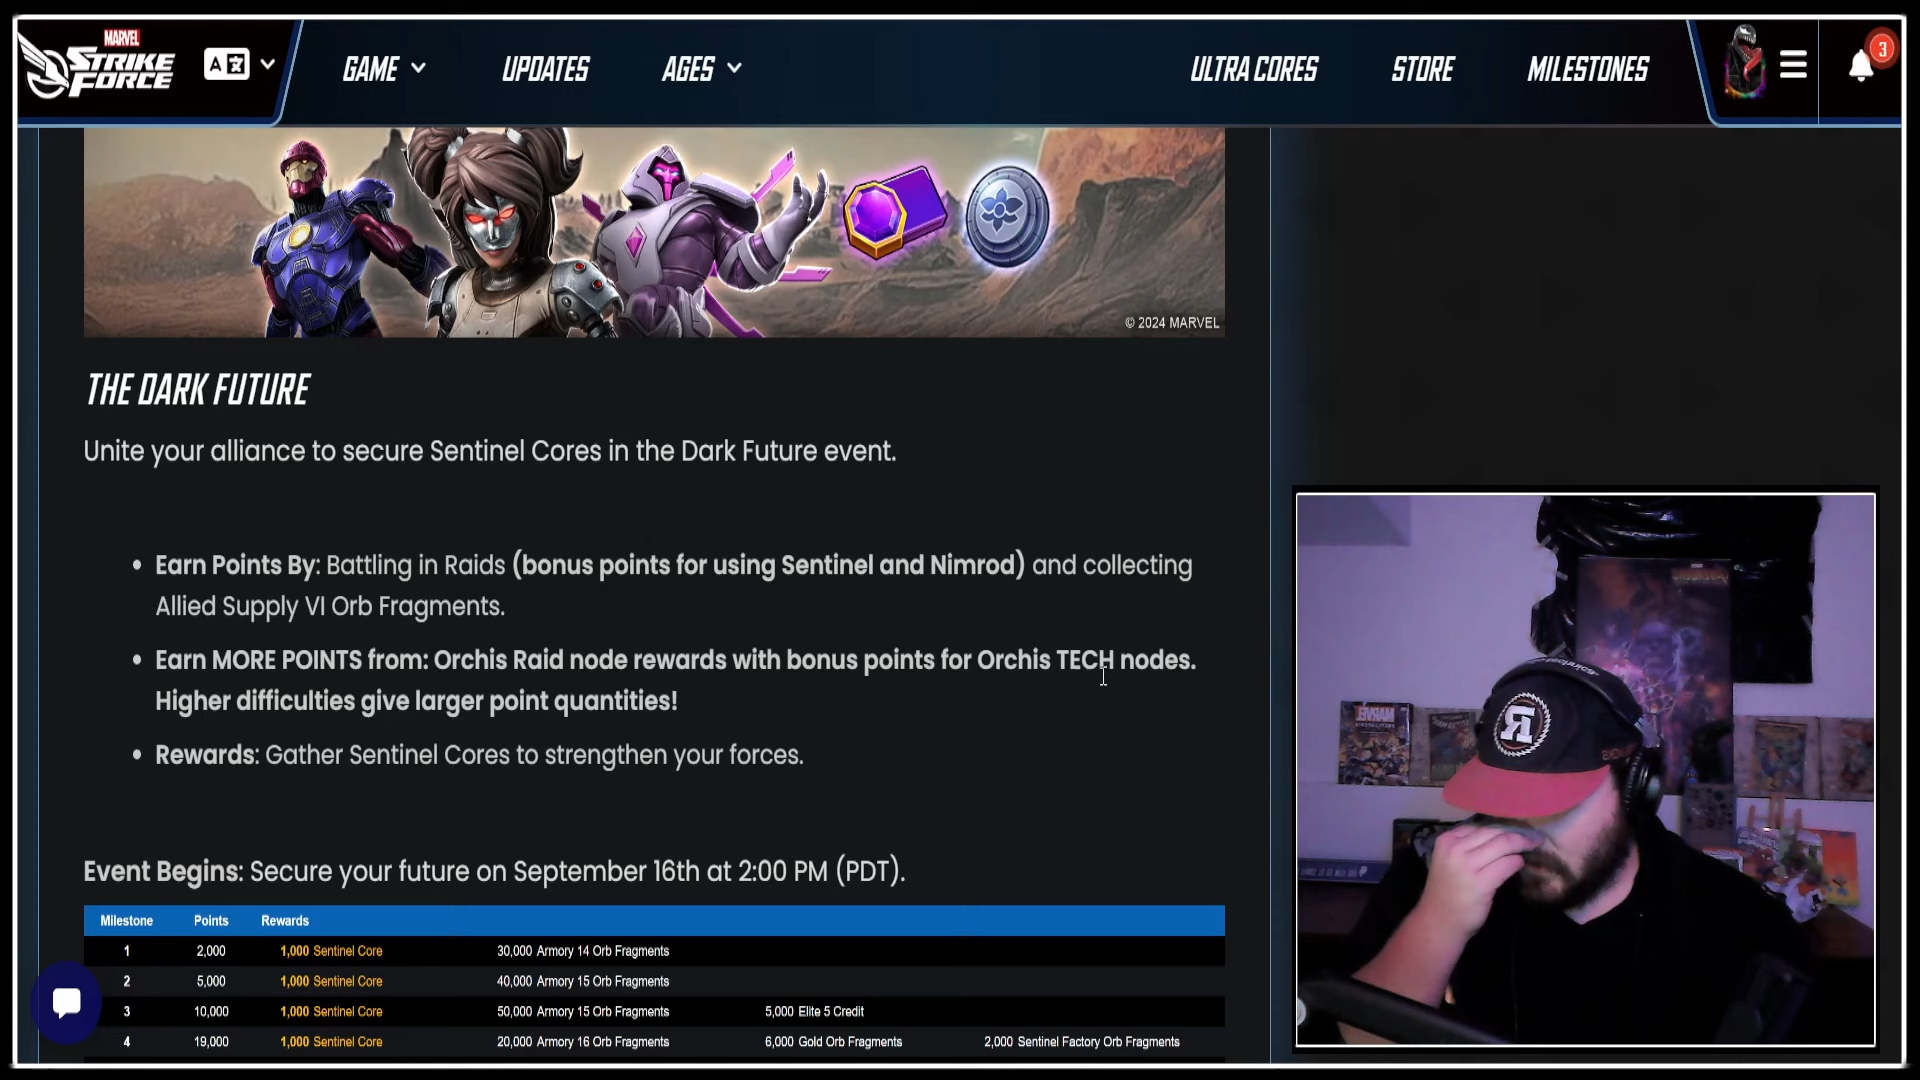 MARVEL
STRIKE
FORCE
GAME
UPDATES
AGES
ULTRA CORES
STORE
MILESTONES
3
© 2024 MARVEL
THE DARK FUTURE
Unite your alliance to secure Sentinel Cores in the Dark Future event.
Earn Points By: Battling in Raids (bonus points for using Sentinel and Nimrod) and collecting
Allied Supply VI Orb Fragments.
Earn MORE POINTS from: Orchis Raid node rewards with bonus points for Orchis TECH nodes.
Higher difficulties give larger point quantities!
Rewards: Gather Sentinel Cores to strengthen your forces.
Event Begins: Secure your future on September 16th at 2:00 PM (PDT).
Milestone Points Rewards
1 2,000 1,000 Sentinel Core 30,000 Armory 14 Orb Fragments
2 5,000 1,000 Sentinel Core 40,000 Armory 15 Orb Fragments
3 10,000 1,000 Sentinel Core 50,000 Armory 15 Orb Fragments 5,000 Elite 5 Credit
4 19,000 1,000 Sentinel Core 20,000 Armory 16 Orb Fragments 6,000 Gold Orb Fragments 2,000 Sentinel Factory Orb Fragments